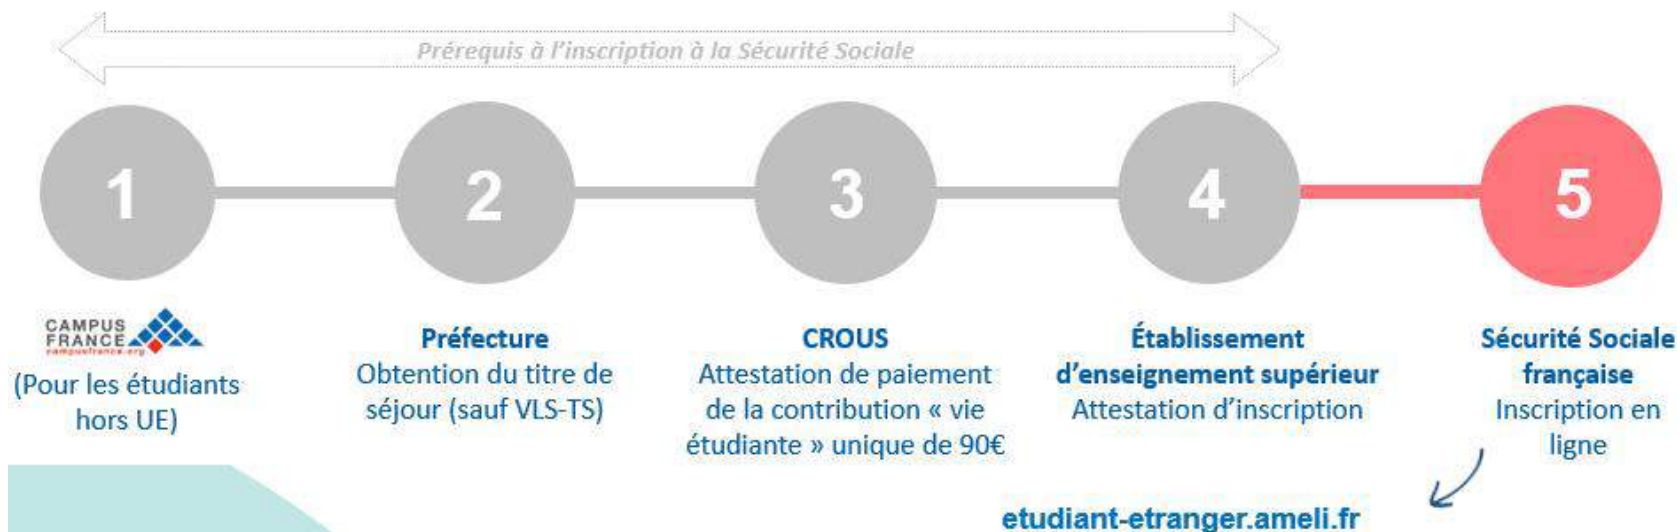 Prérequis à l'inscription à la Sécurité Sociale
1
2
3
4
5
CAMPUS
FRANCE
campusfrance.org
(Pour les étudiants
hors UE)
Préfecture
Obtention du titre de
séjour (sauf VLS-TS)
CROUS
Attestation de paiement
de la contribution « vie
étudiante » unique de 90€
Établissement
d'enseignement supérieur
Attestation d'inscription
Sécurité Sociale
française
Inscription en
ligne
etudiant-etranger.ameli.fr